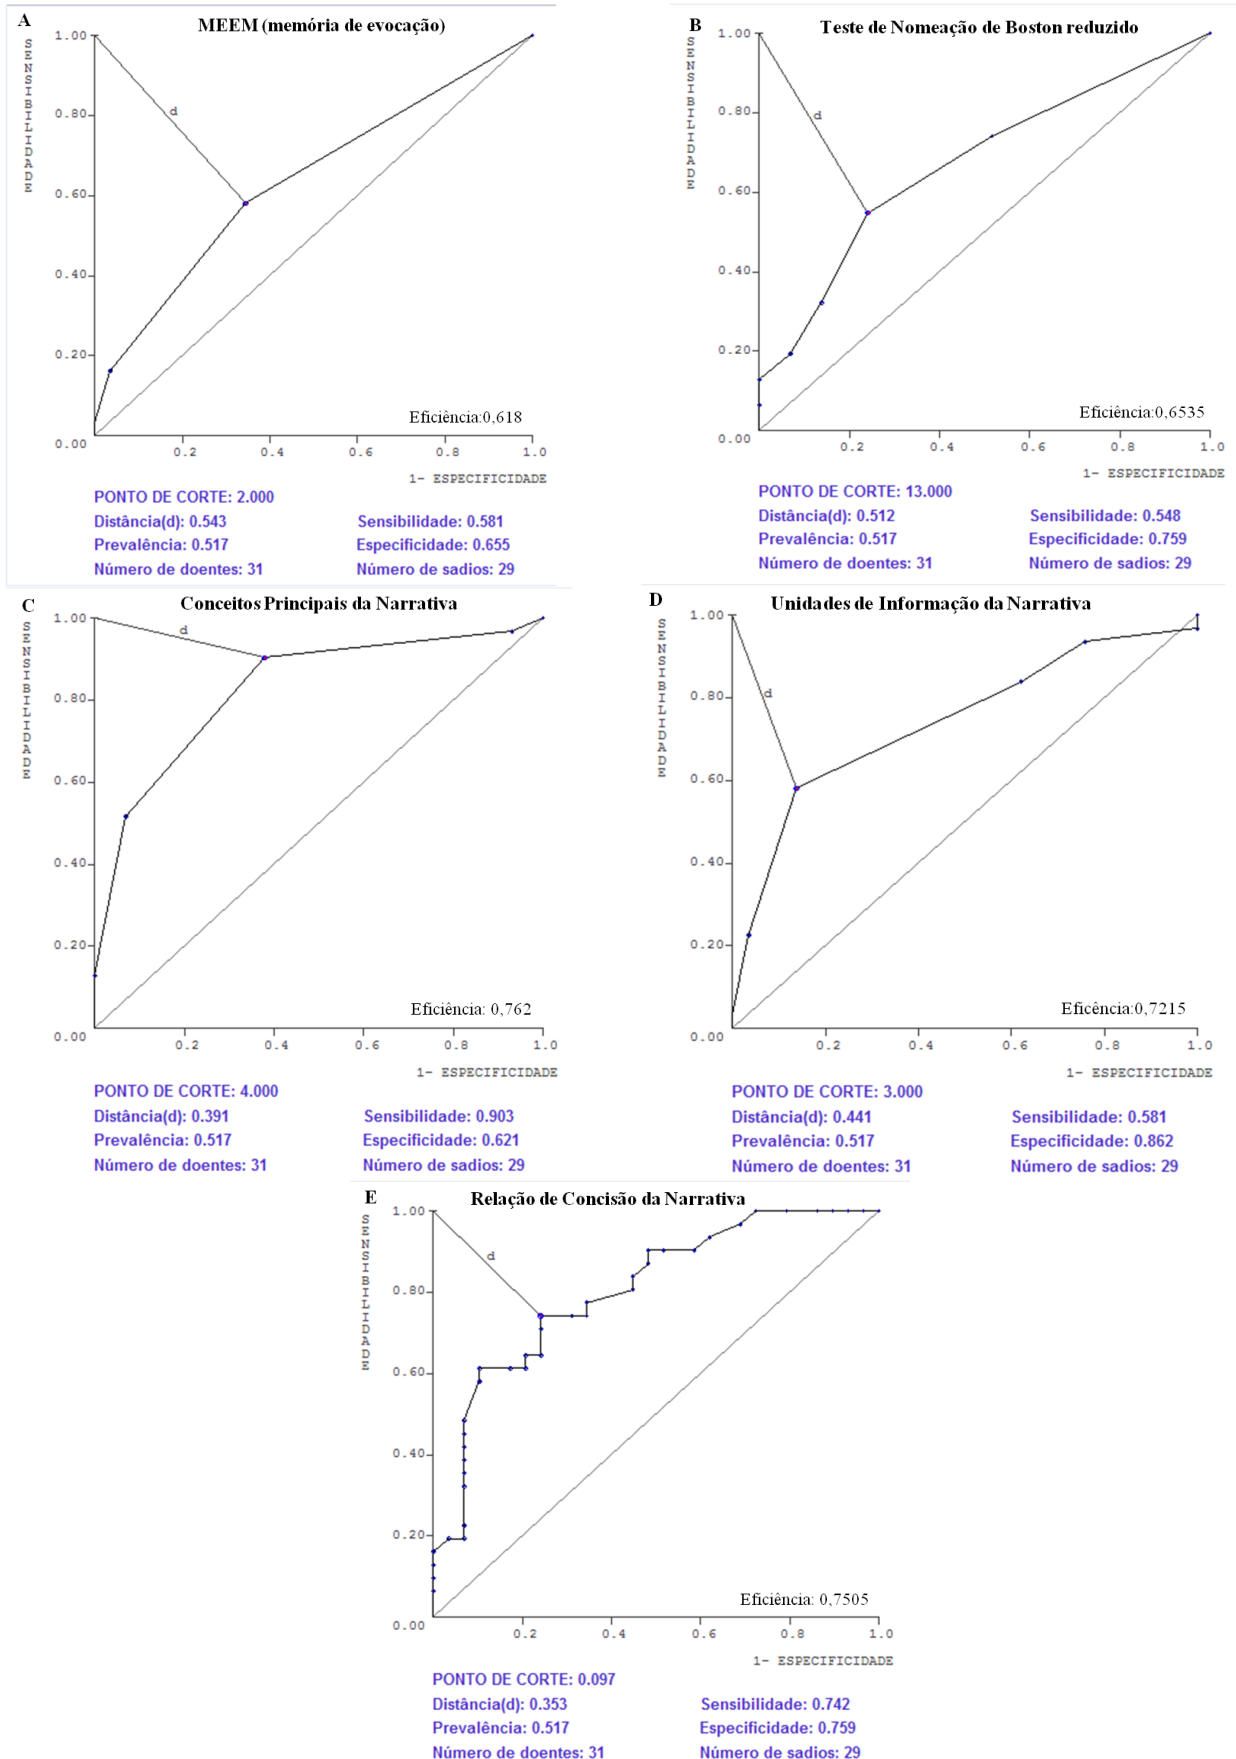 A
MEEM (memória de evocação)
SENSIBILIDADE
1.00
0.80
0.60
0.40
0.20
0.00
d
Eficiência:0,618
0.2 0.4 0.6 0.8 1.0
1- ESPECIFICIDADE
PONTO DE CORTE: 2.000
Distância(d): 0.543 Sensibilidade: 0.581
Prevalência: 0.517 Especificidade: 0.655
Número de doentes: 31 Número de sadios: 29
B
Teste de Nomeação de Boston reduzido
SENSIBILIDADE
1.00
0.80
0.60
0.40
0.20
0.00
d
Eficiência:0,6535
0.2 0.4 0.6 0.8 1.0
1- ESPECIFICIDADE
PONTO DE CORTE: 13.000
Distância(d): 0.512 Sensibilidade: 0.548
Prevalência: 0.517 Especificidade: 0.759
Número de doentes: 31 Número de sadios: 29
C
Conceitos Principais da Narrativa
SENSIBILIDADE
1.00
0.80
0.60
0.40
0.20
0.00
d
Eficiência: 0,762
0.2 0.4 0.6 0.8 1.0
1- ESPECIFICIDADE
PONTO DE CORTE: 4.000
Distância(d): 0.391 Sensibilidade: 0.903
Prevalência: 0.517 Especificidade: 0.621
Número de doentes: 31 Número de sadios: 29
D
Unidades de Informação da Narrativa
SENSIBILIDADE
1.00
0.80
0.60
0.40
0.20
0.00
d
Eficência:0,7215
0.2 0.4 0.6 0.8 1.0
1- ESPECIFICIDADE
PONTO DE CORTE: 3.000
Distância(d): 0.441 Sensibilidade: 0.581
Prevalência: 0.517 Especificidade: 0.862
Número de doentes: 31 Número de sadios: 29
E
Relação de Concisão da Narrativa
SENSIBILIDADE
1.00
0.80
0.60
0.40
0.20
0.00
d
Eficiência: 0,7505
0.2 0.4 0.6 0.8 1.0
1- ESPECIFICIDADE
PONTO DE CORTE: 0.097
Distância(d): 0.353 Sensibilidade: 0.742
Prevalência: 0.517 Especificidade: 0.759
Número de doentes: 31 Número de sadios: 29